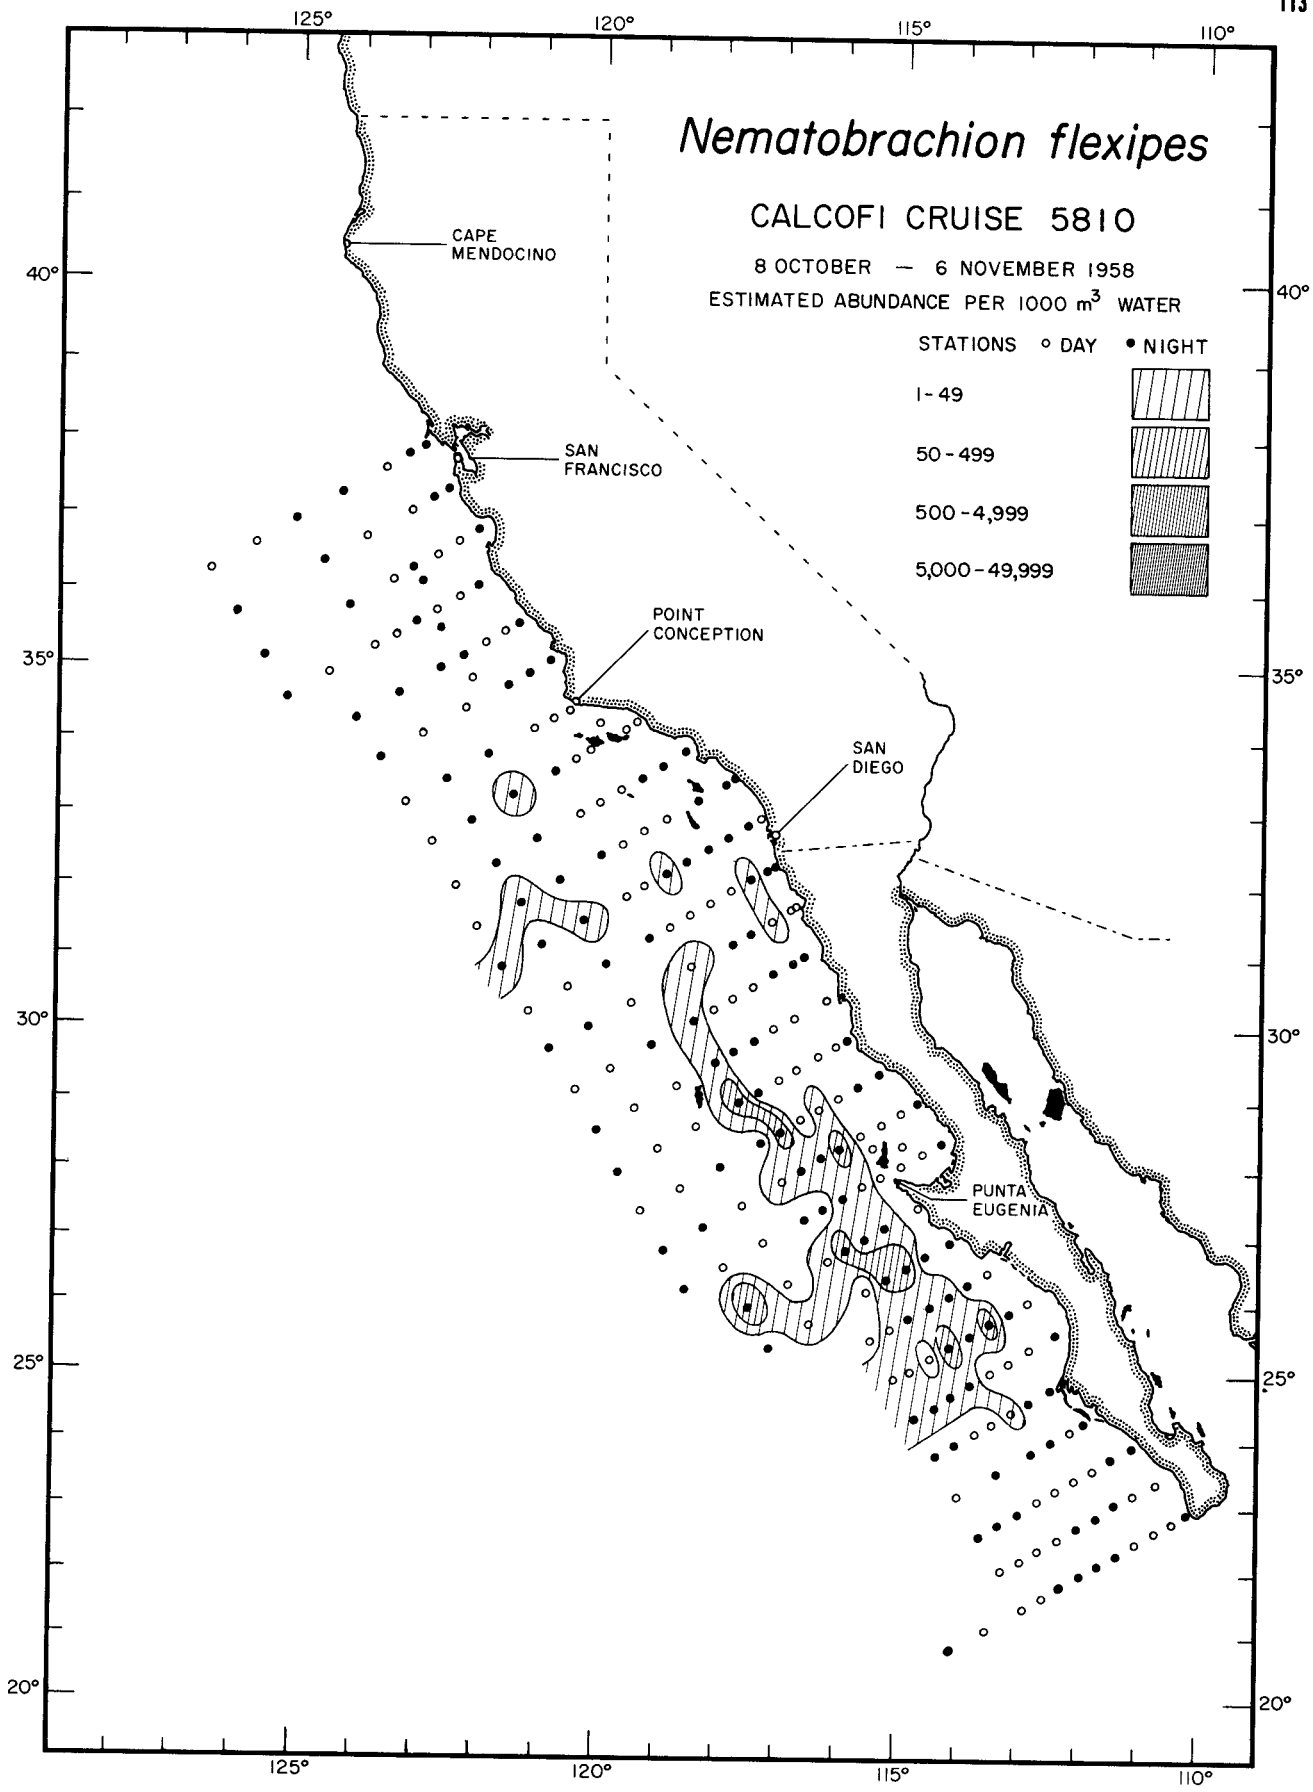 113
125° 120° 115° 110°
Nematobrachion flexipes
CALCOFI CRUISE 5810
8 OCTOBER — 6 NOVEMBER 1958
ESTIMATED ABUNDANCE PER 1000 m³ WATER
STATIONS ○ DAY ● NIGHT
1-49
50-499
500-4,999
5,000-49,999
CAPE
MENDOCINO
40° 40°
SAN
FRANCISCO
POINT
CONCEPTION
35° 35°
SAN
DIEGO
30° 30°
PUNTA
EUGENIA
25° 25°
20° 20°
125° 120° 115° 110°